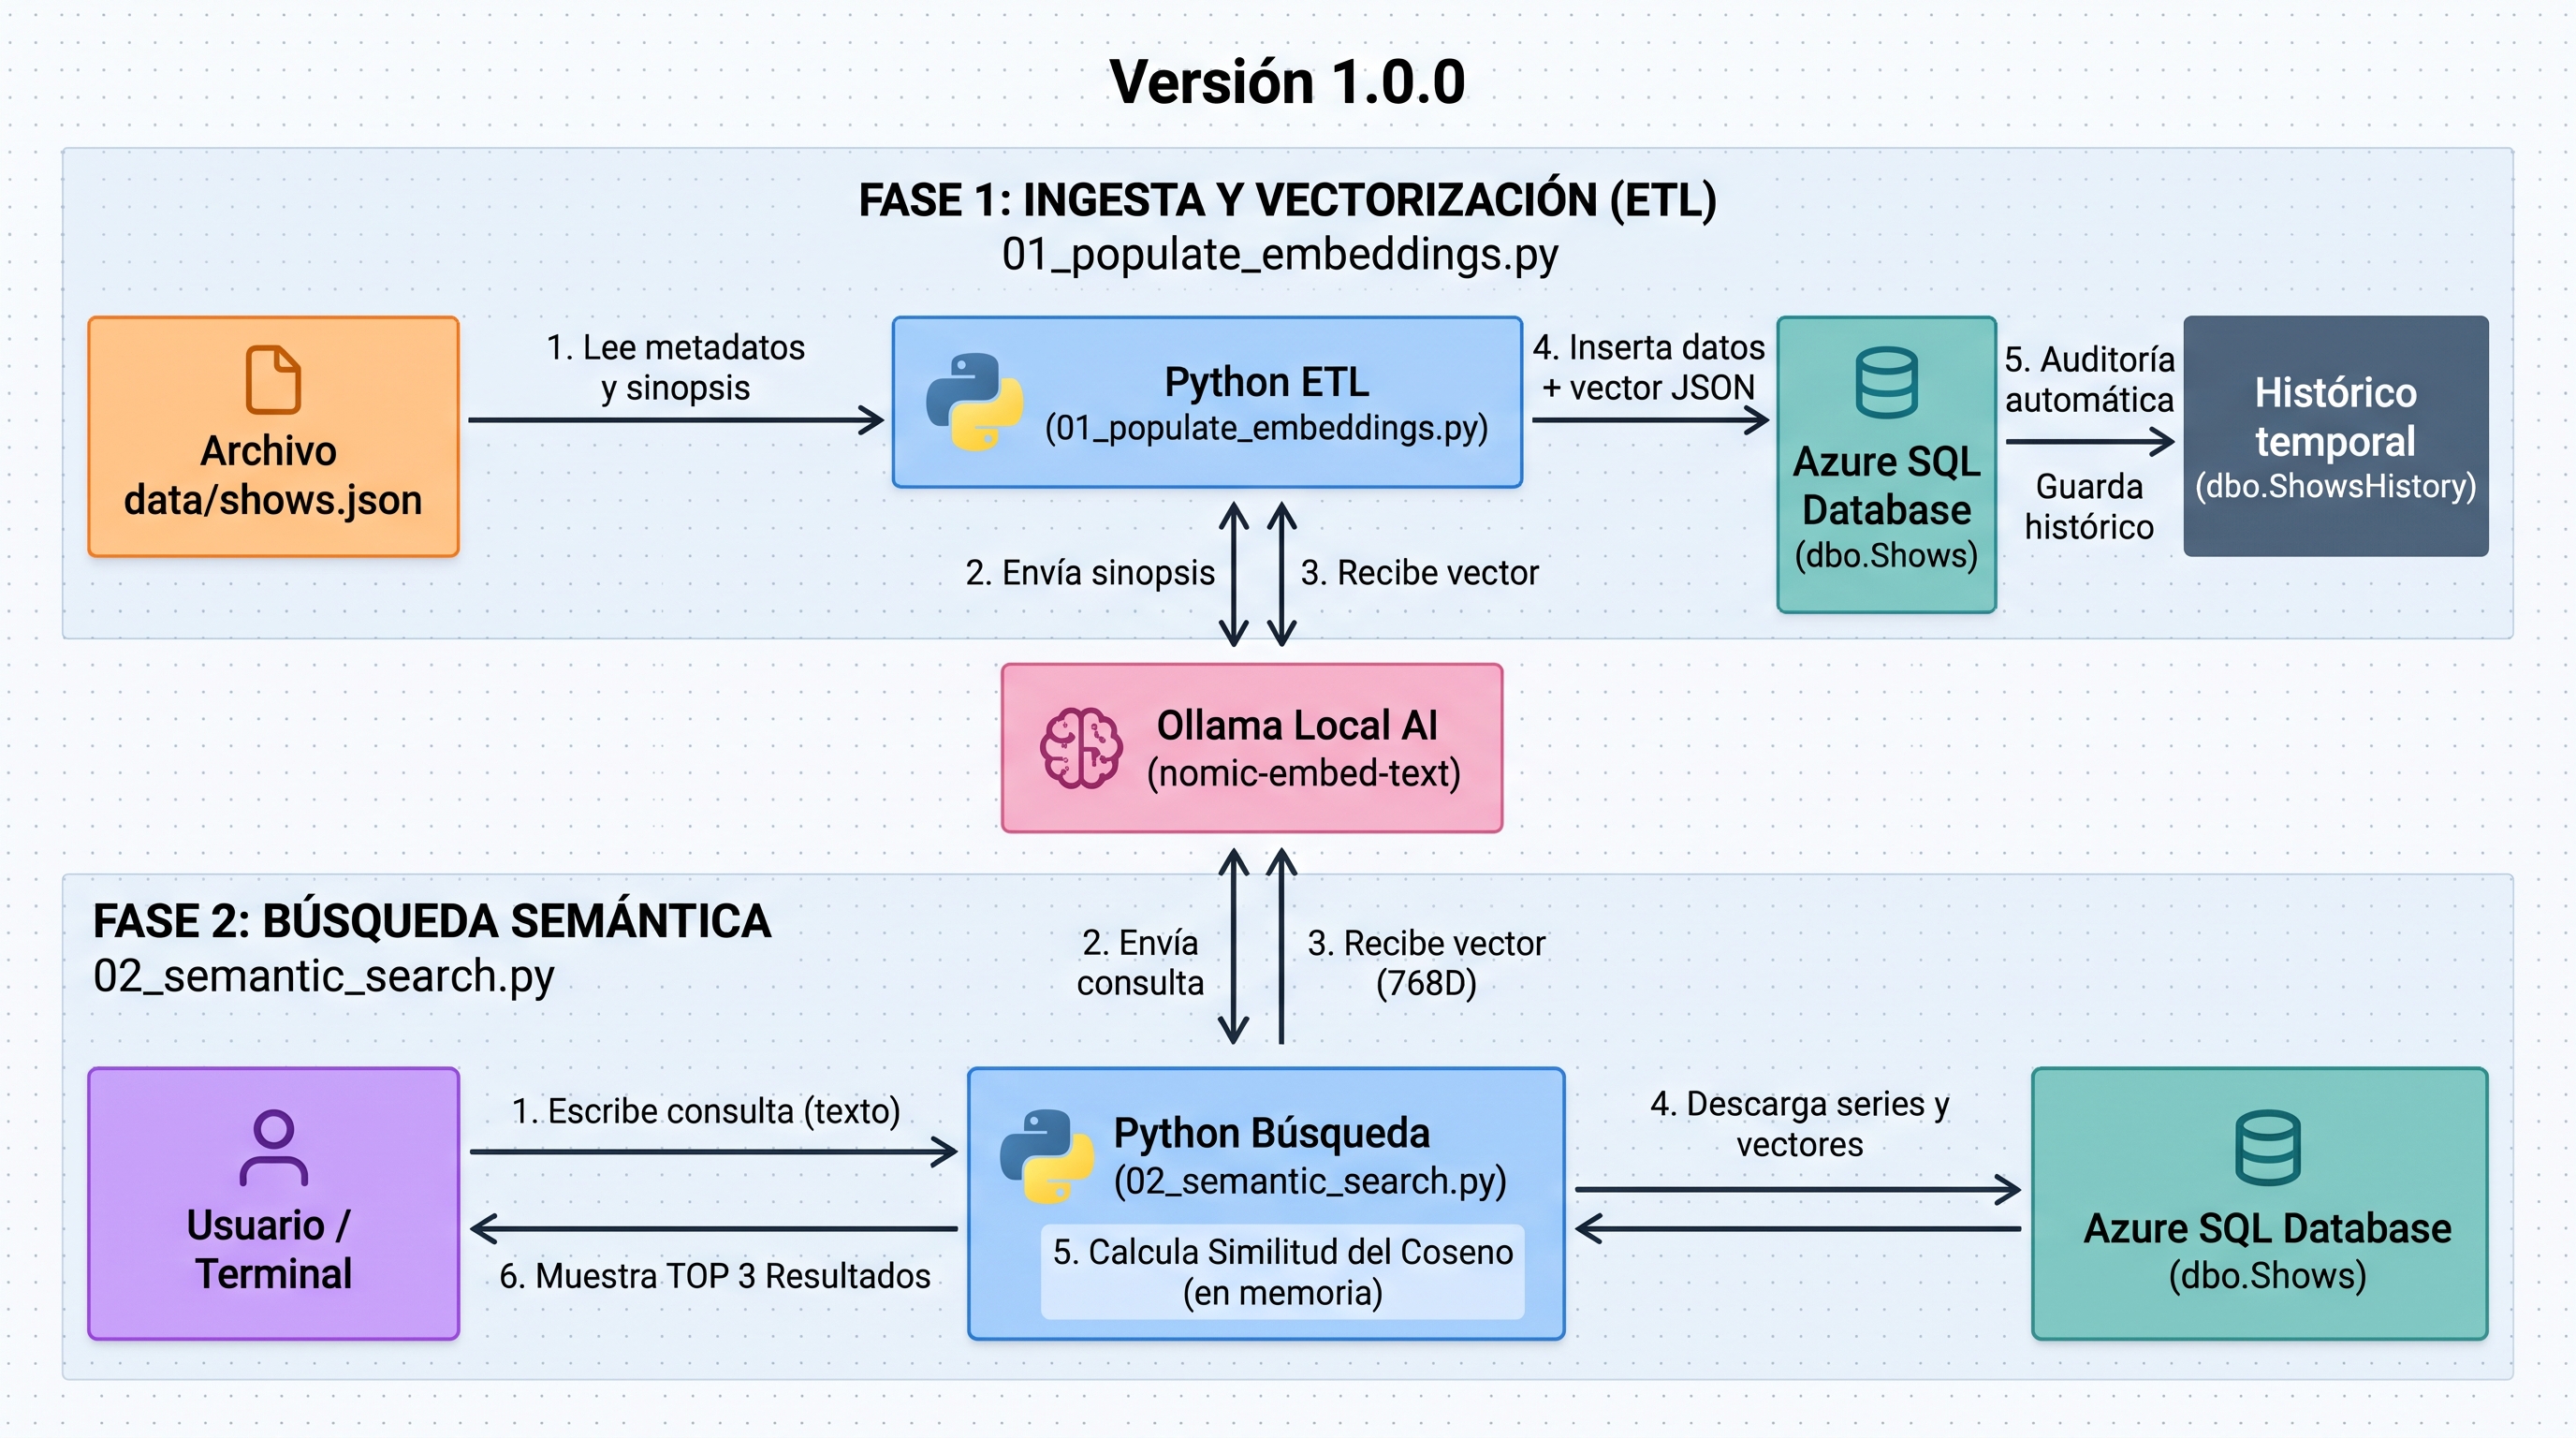 Versión 1.0.0
FASE 1: INGESTA Y VECTORIZACIÓN (ETL)
01_populate_embeddings.py
Archivo
data/shows.json
1. Lee metadatos
y sinopsis
Python ETL
(01_populate_embeddings.py)
4. Inserta datos
+ vector JSON
Azure SQL
Database
(dbo.Shows)
5. Auditoría
automática
Guarda
histórico
Histórico
temporal
(dbo.ShowsHistory)
2. Envía sinopsis
3. Recibe vector
Ollama Local AI
(nomic-embed-text)
FASE 2: BÚSQUEDA SEMÁNTICA
02_semantic_search.py
2. Envía
consulta
3. Recibe vector
(768D)
Usuario /
Terminal
1. Escribe consulta (texto)
6. Muestra TOP 3 Resultados
Python Búsqueda
(02_semantic_search.py)
5. Calcula Similitud del Coseno
(en memoria)
4. Descarga series y
vectores
Azure SQL Database
(dbo.Shows)